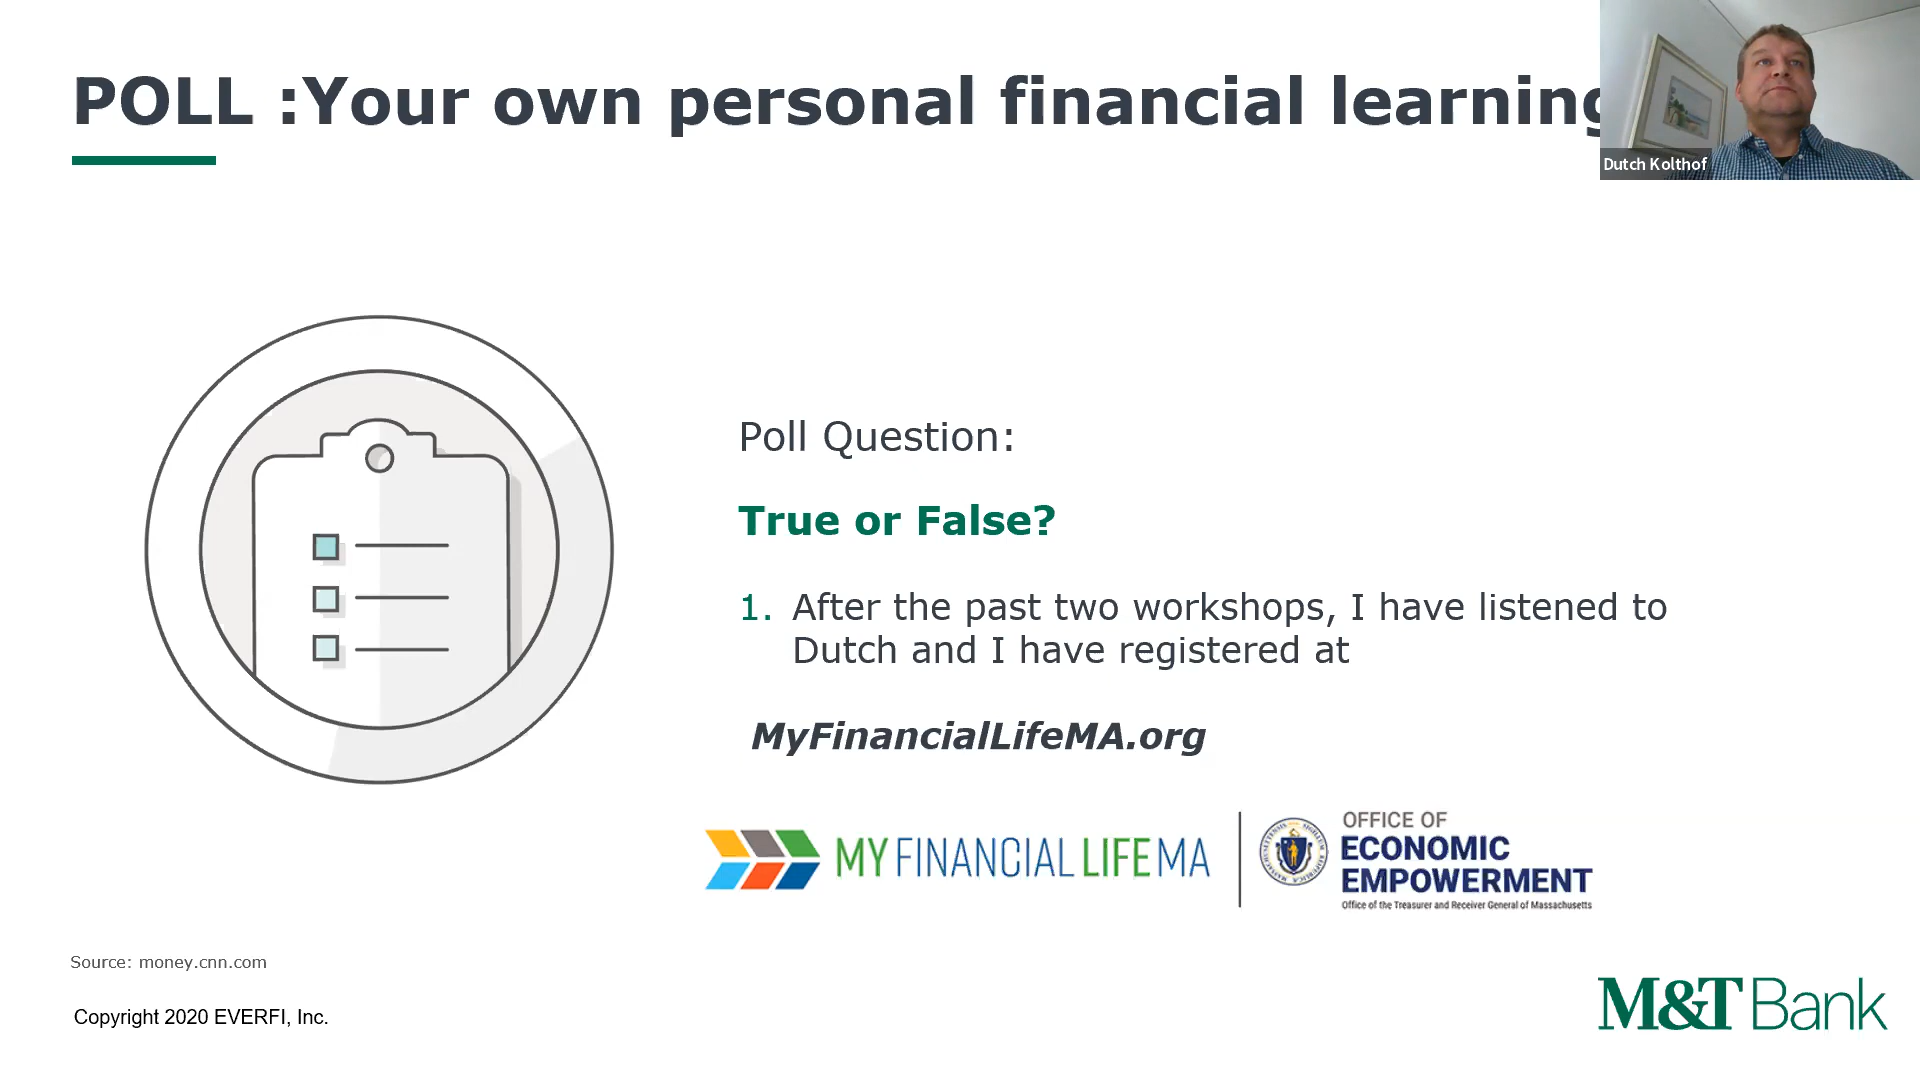 POLL :Your own personal financial learning
Dutch Kolthof
Poll Question:
True or False?
1. After the past two workshops, I have listened to
Dutch and I have registered at
MyFinancialLifeMA.org
MY FINANCIAL LIFE MA
OFFICE OF
ECONOMIC
EMPOWERMENT
Office of the Treasurer and Receiver General of Massachusetts
Source: money.cnn.com
Copyright 2020 EVERFI, Inc.
M&T Bank